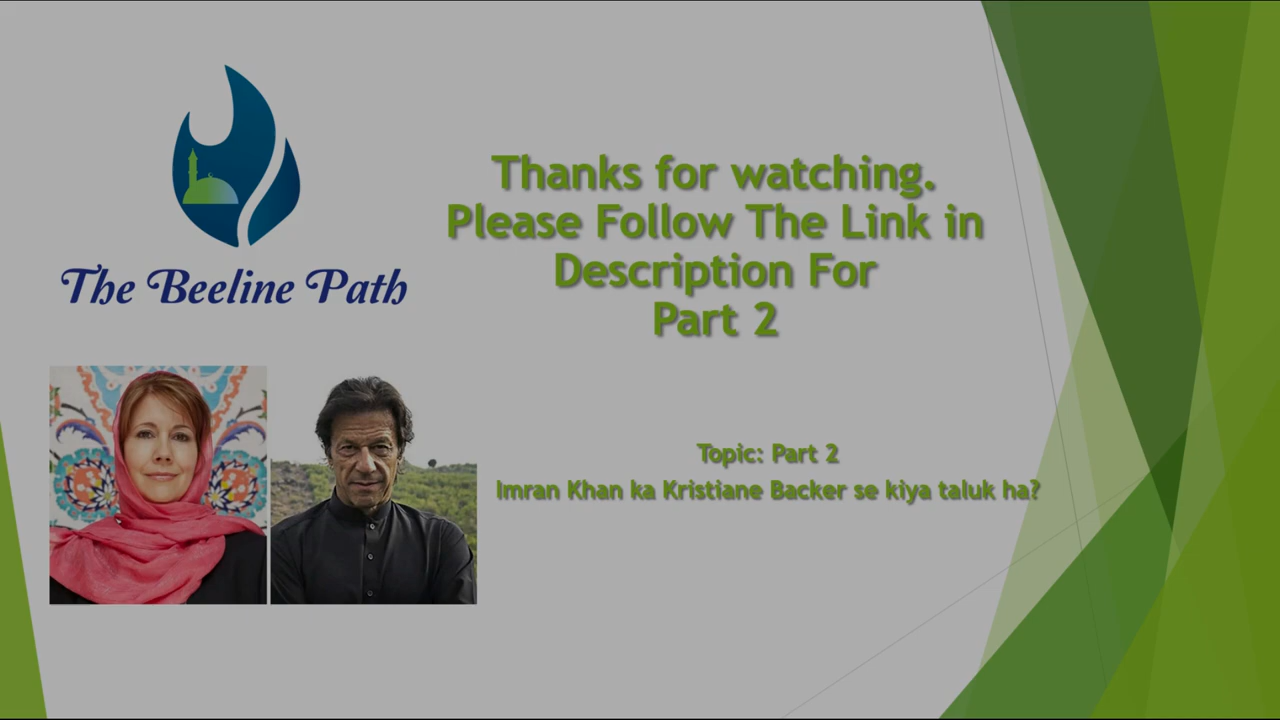 The Beeline Path
Thanks for watching.
Please Follow The Link in
Description For
Part 2
Topic: Part 2
Imran Khan ka Kristiane Backer se kiya taluk ha?